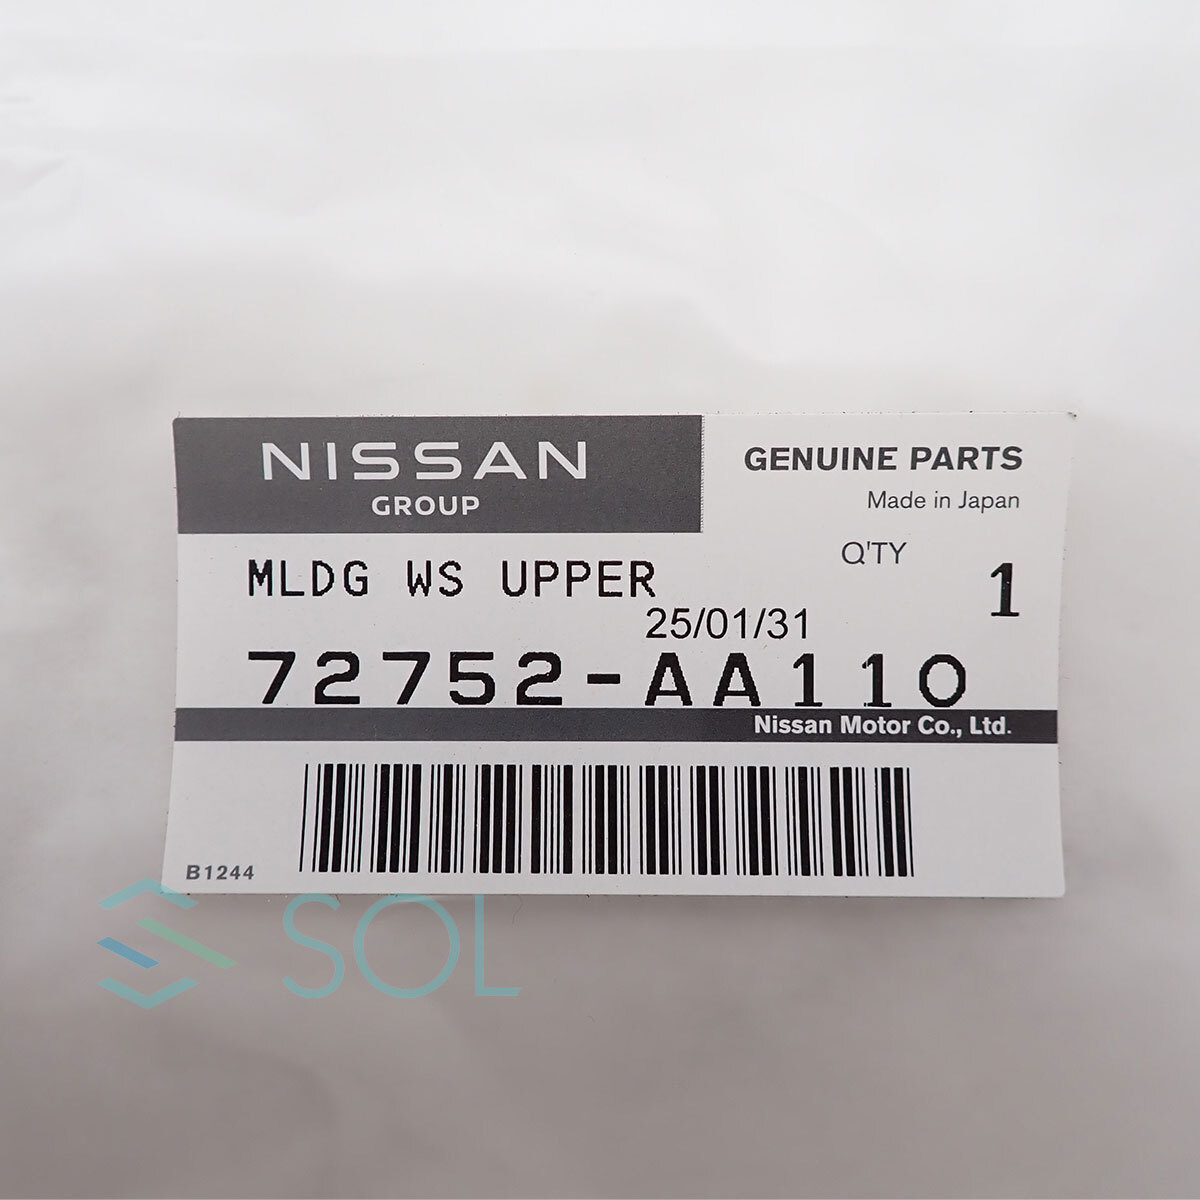 NISSAN
GROUP
GENUINE PARTS
Made in Japan
MLDG WS UPPER
Q'TY 1
25/01/31
72752-AA110
Nissan Motor Co., Ltd.
B1244
SOL